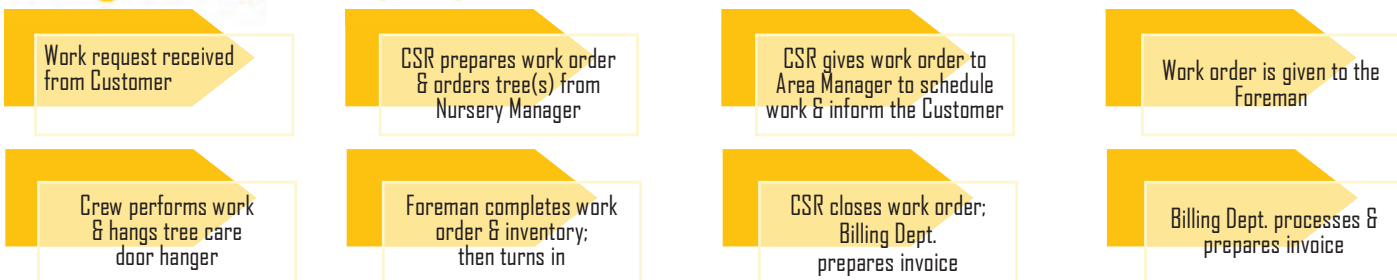 Work request received
from Customer
CSR prepares work order
& orders tree(s) from
Nursery Manager
CSR gives work order to
Area Manager to schedule
work & inform the Customer
Work order is given to the
Foreman
Crew performs work
& hangs tree care
door hanger
Foreman completes work
order & inventory;
then turns in
CSR closes work order;
Billing Dept.
prepares invoice
Billing Dept. processes &
prepares invoice